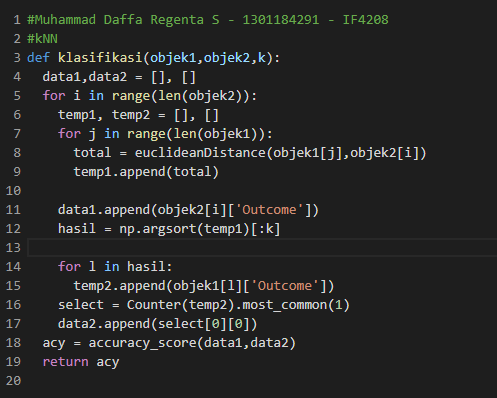 1 #Muhammad Daffa Regenta S - 1301184291 - IF4208
2 #kNN
3 def klasifikasi(objek1,objek2,k):
4   data1,data2 = [], []
5   for i in range(len(objek2)):
6     temp1, temp2 = [], []
7     for j in range(len(objek1)):
8       total = euclideanDistance(objek1[j],objek2[i])
9       temp1.append(total)
10
11     data1.append(objek2[i]['Outcome'])
12     hasil = np.argsort(temp1)[:k]
13
14     for l in hasil:
15       temp2.append(objek1[l]['Outcome'])
16     select = Counter(temp2).most_common(1)
17     data2.append(select[0][0])
18   acy = accuracy_score(data1,data2)
19   return acy
20